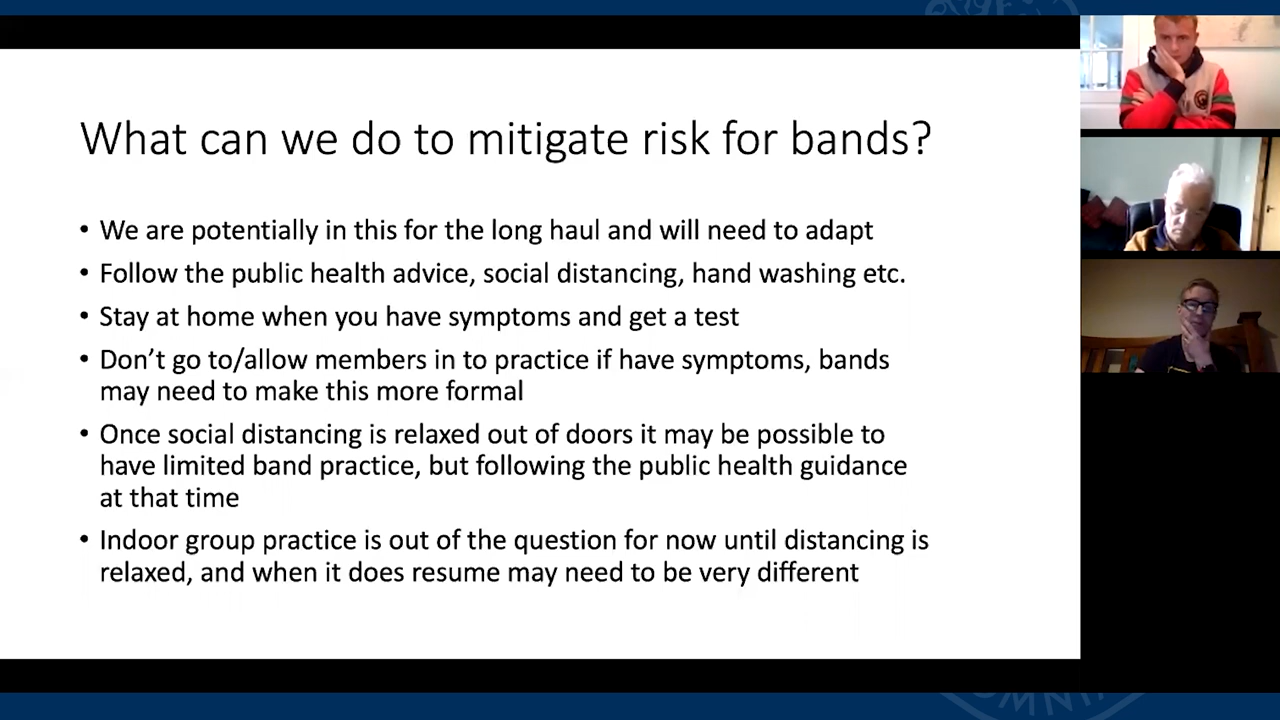 What can we do to mitigate risk for bands?
• We are potentially in this for the long haul and will need to adapt
• Follow the public health advice, social distancing, hand washing etc.
• Stay at home when you have symptoms and get a test
• Don’t go to/allow members in to practice if have symptoms, bands
may need to make this more formal
• Once social distancing is relaxed out of doors it may be possible to
have limited band practice, but following the public health guidance
at that time
• Indoor group practice is out of the question for now until distancing is
relaxed, and when it does resume may need to be very different